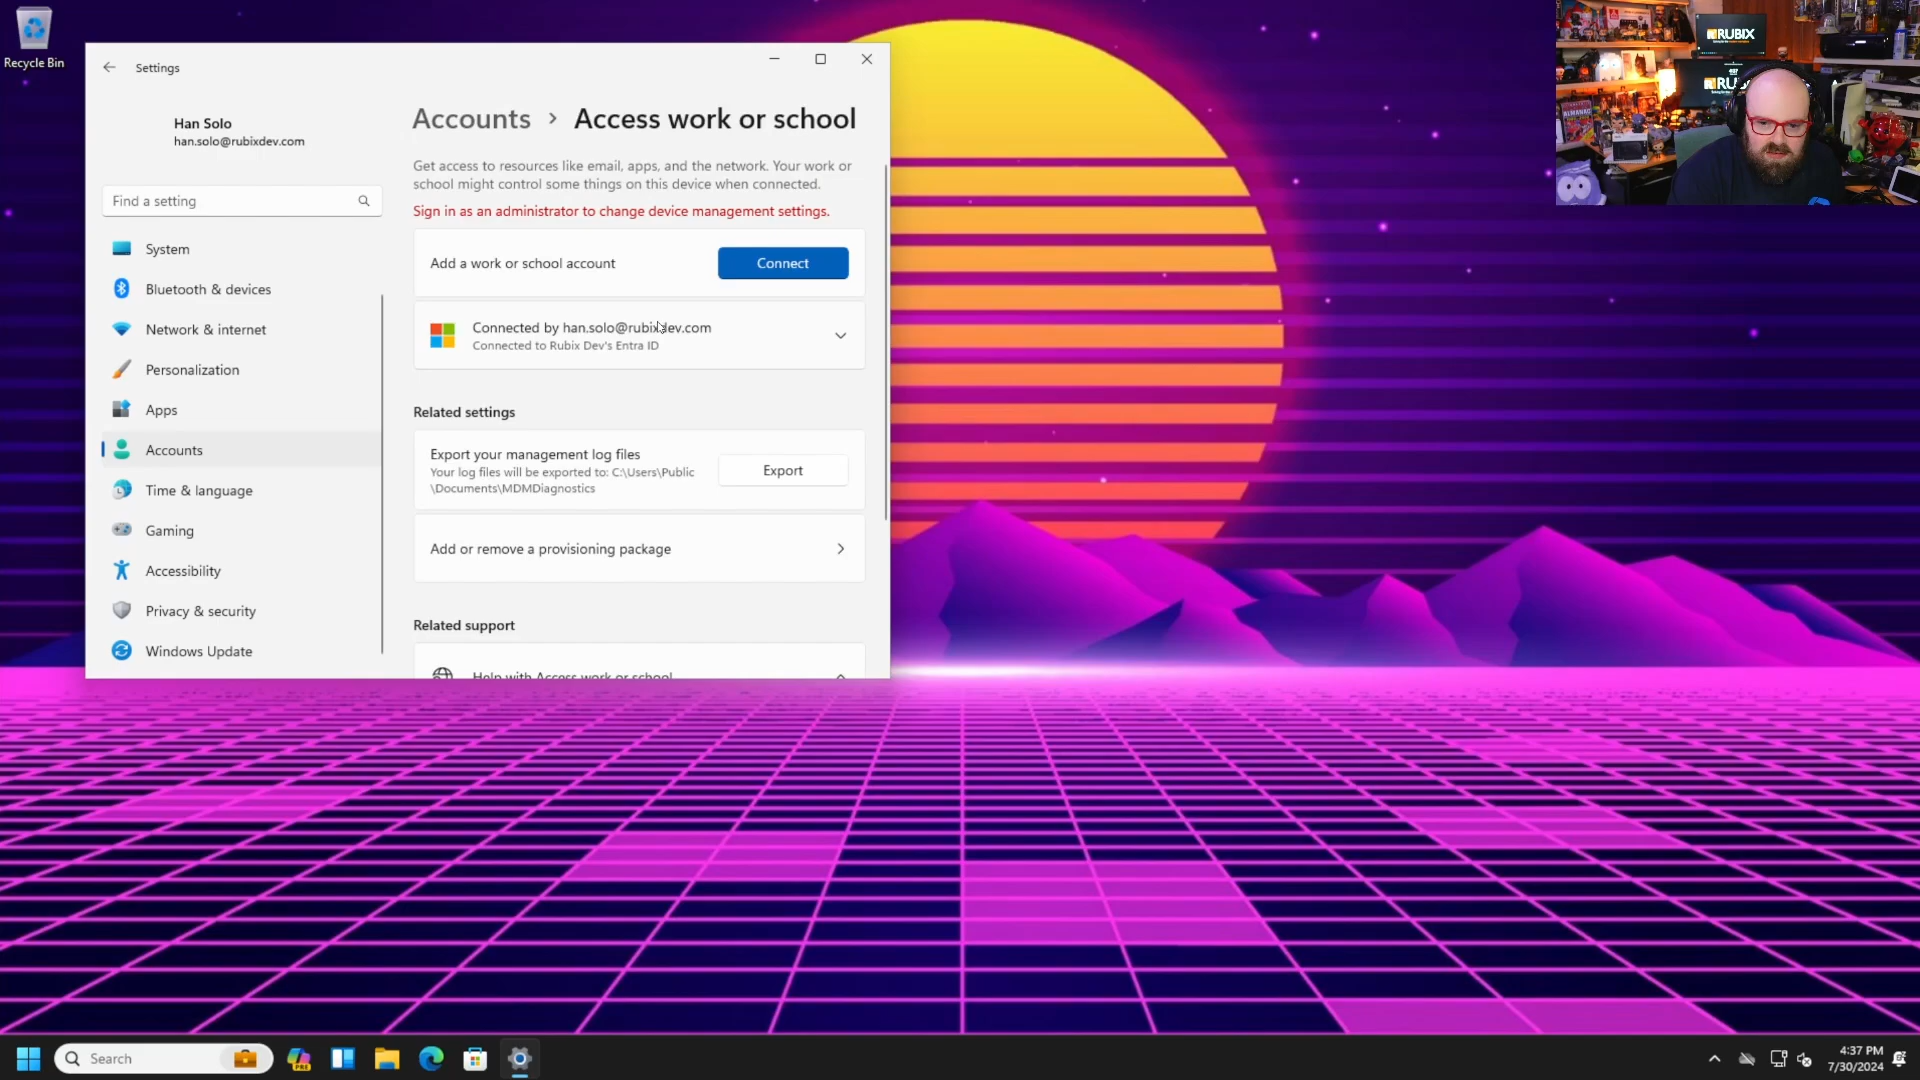 Recycle Bin
Settings
Han Solo
han.solo@rubixdev.com
Find a setting
System
Bluetooth & devices
Network & internet
Personalization
Apps
Accounts
Time & language
Gaming
Accessibility
Privacy & security
Windows Update
Accounts > Access work or school
Get access to resources like email, apps, and the network. Your work or
school might control some things on this device when connected.
Sign in as an administrator to change device management settings.
Add a work or school account
Connect
Connected by han.solo@rubixdev.com
Connected to Rubix Dev's Entra ID
Related settings
Export your management log files
Your log files will be exported to: C:\Users\Public
\Documents\MDMDiagnostics
Export
Add or remove a provisioning package
Related support
Help with Access work or school
RUBIX
Search
PRE
4:37 PM
7/30/2024